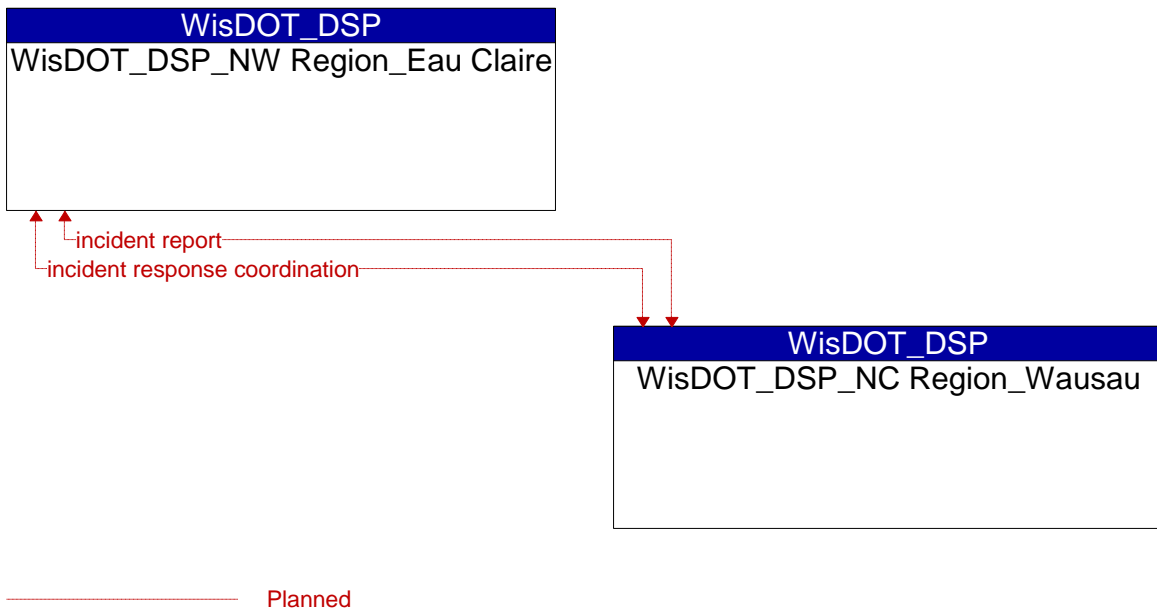 WisDOT_DSP
WisDOT_DSP_NW Region_Eau Claire
incident report
incident response coordination
WisDOT_DSP
WisDOT_DSP_NC Region_Wausau
Planned